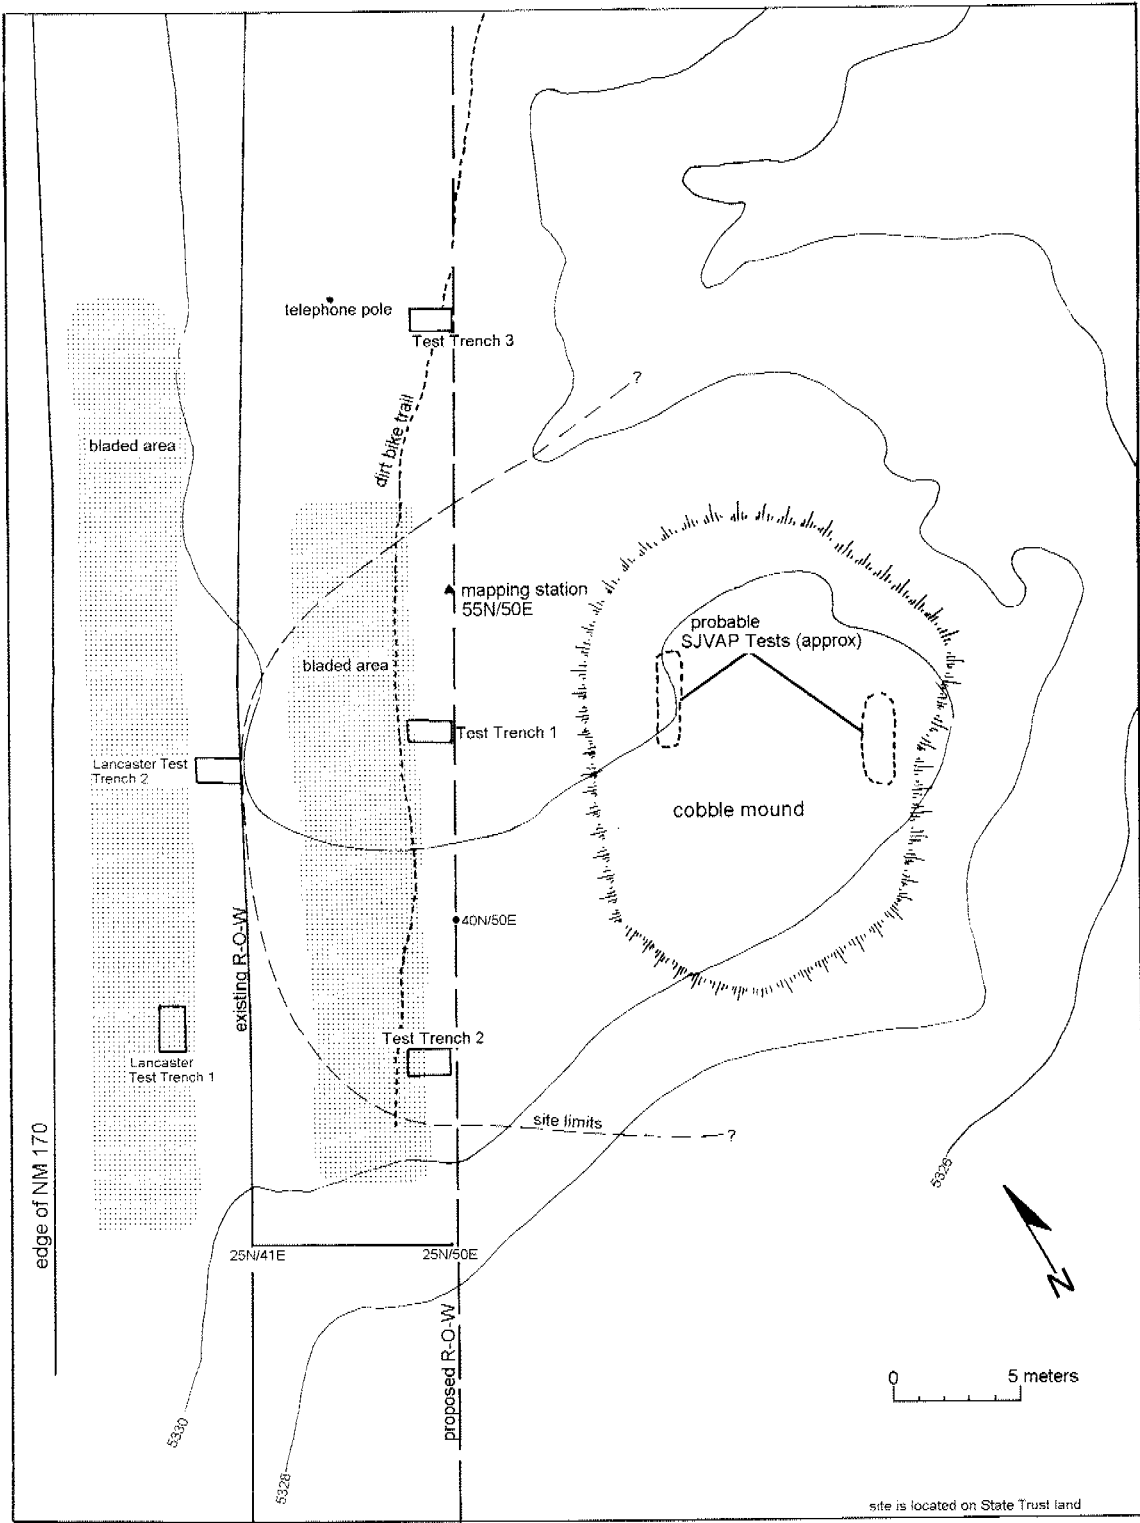 telephone pole
Test Trench 3
?
dirt bike trail
bladed area
mapping station
55N/50E
probable
SJVAP Tests (approx)
bladed area
Test Trench 1
Lancaster Test
Trench 2
cobble mound
40N/50E
existing R-O-W
Test Trench 2
Lancaster
Test Trench 1
site limits
?
edge of NM 170
5326
25N/41E
25N/50E
N
proposed R-O-W
0
5 meters
5330
5328
site is located on State Trust land